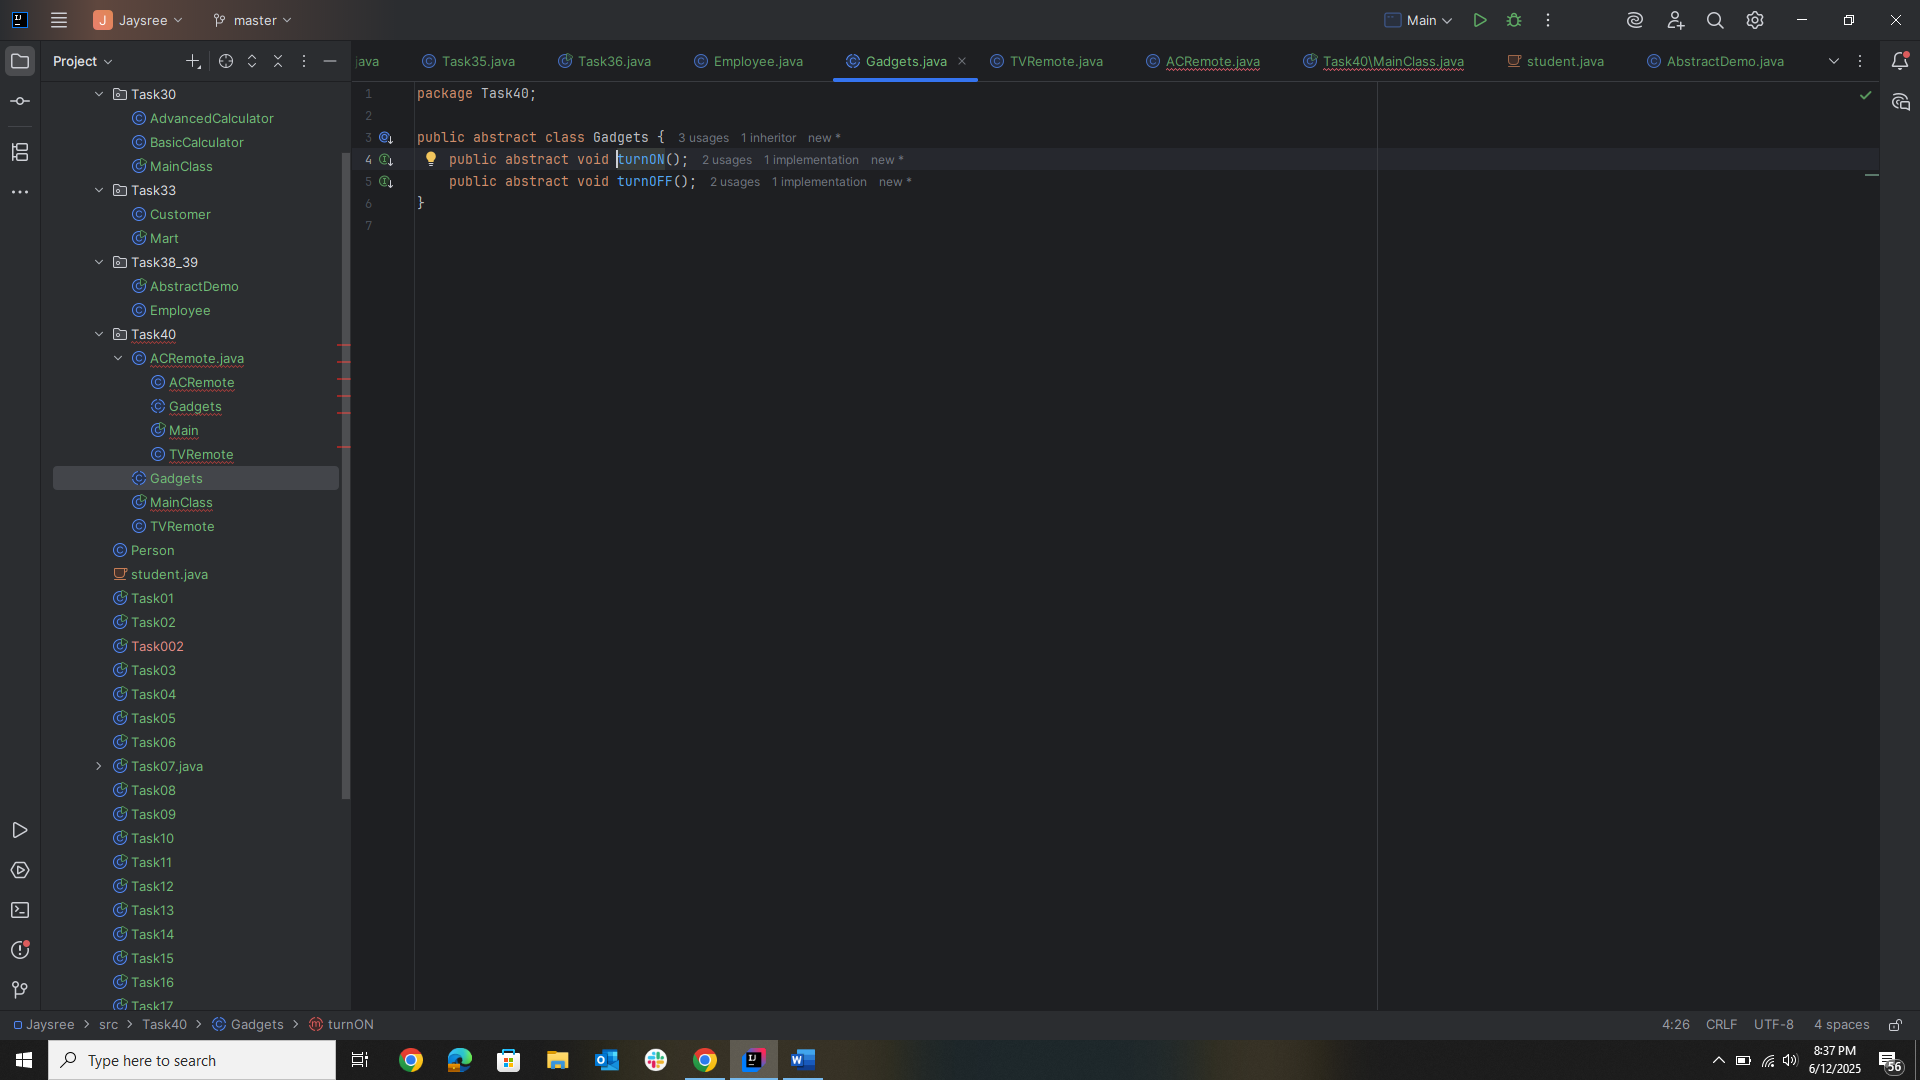 J Jaysree master Main
Project
java Task35.java Task36.java Employee.java Gadgets.java TVRemote.java ACRemote.java Task40\MainClass.java student.java AbstractDemo.java
Task30
AdvancedCalculator
BasicCalculator
MainClass
Task33
Customer
Mart
Task38_39
AbstractDemo
Employee
Task40
ACRemote.java
ACRemote
Gadgets
Main
TVRemote
Gadgets
MainClass
TVRemote
Person
student.java
Task01
Task02
Task002
Task03
Task04
Task05
Task06
Task07.java
Task08
Task09
Task10
Task11
Task12
Task13
Task14
Task15
Task16
Task17
1 package Task40;
2
3 public abstract class Gadgets { 3 usages 1 inheritor new *
4 public abstract void turnON(); 2 usages 1 implementation new *
5 public abstract void turnOFF(); 2 usages 1 implementation new *
6 }
7
Jaysree > src > Task40 > Gadgets > turnON 4:26 CRLF UTF-8 4 spaces
Type here to search
8:37 PM
6/12/2025
56